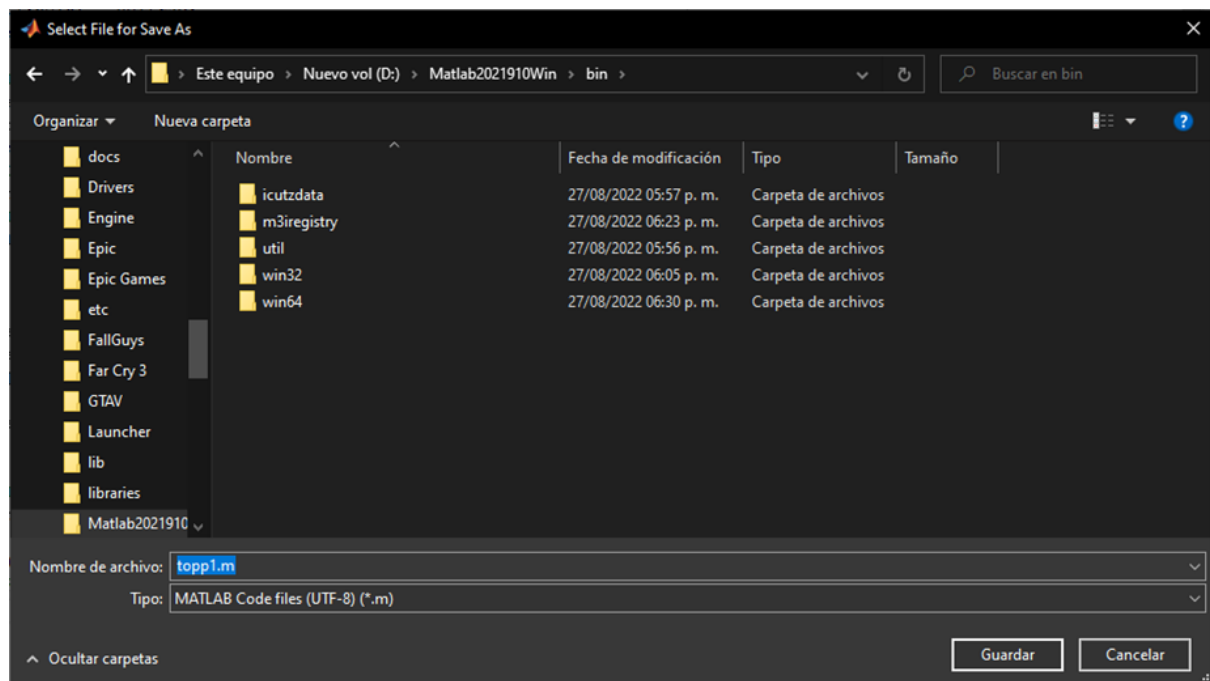 Select File for Save As
Este equipo > Nuevo vol (D:) > Matlab2021910Win > bin >
Buscar en bin
Organizar Nueva carpeta
docs
Drivers
Engine
Epic
Epic Games
etc
FallGuys
Far Cry 3
GTAV
Launcher
lib
libraries
Matlab2021910
Nombre Fecha de modificación Tipo Tamaño
icutzdata 27/08/2022 05:57 p. m. Carpeta de archivos
m3iregistry 27/08/2022 06:23 p. m. Carpeta de archivos
util 27/08/2022 05:56 p. m. Carpeta de archivos
win32 27/08/2022 06:05 p. m. Carpeta de archivos
win64 27/08/2022 06:30 p. m. Carpeta de archivos
Nombre de archivo: topp1.m
Tipo: MATLAB Code files (UTF-8) (*.m)
Ocultar carpetas
Guardar Cancelar